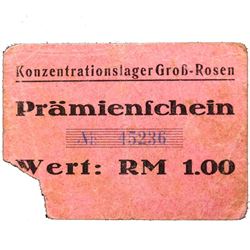 Konzentrationslager Groß-Rosen
Prämienſchein
№ 15236
Wert: RM 1.00